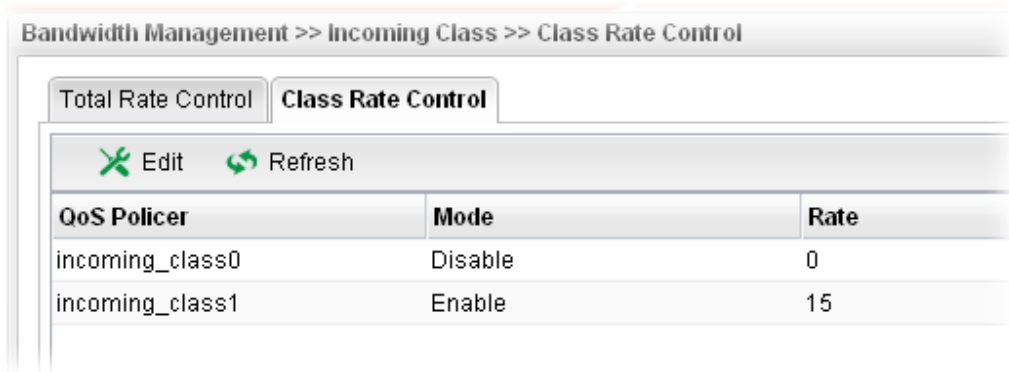 Bandwidth Management >> Incoming Class >> Class Rate Control
Total Rate Control Class Rate Control
Edit Refresh
QoS Policer Mode Rate
incoming_class0 Disable 0
incoming_class1 Enable 15